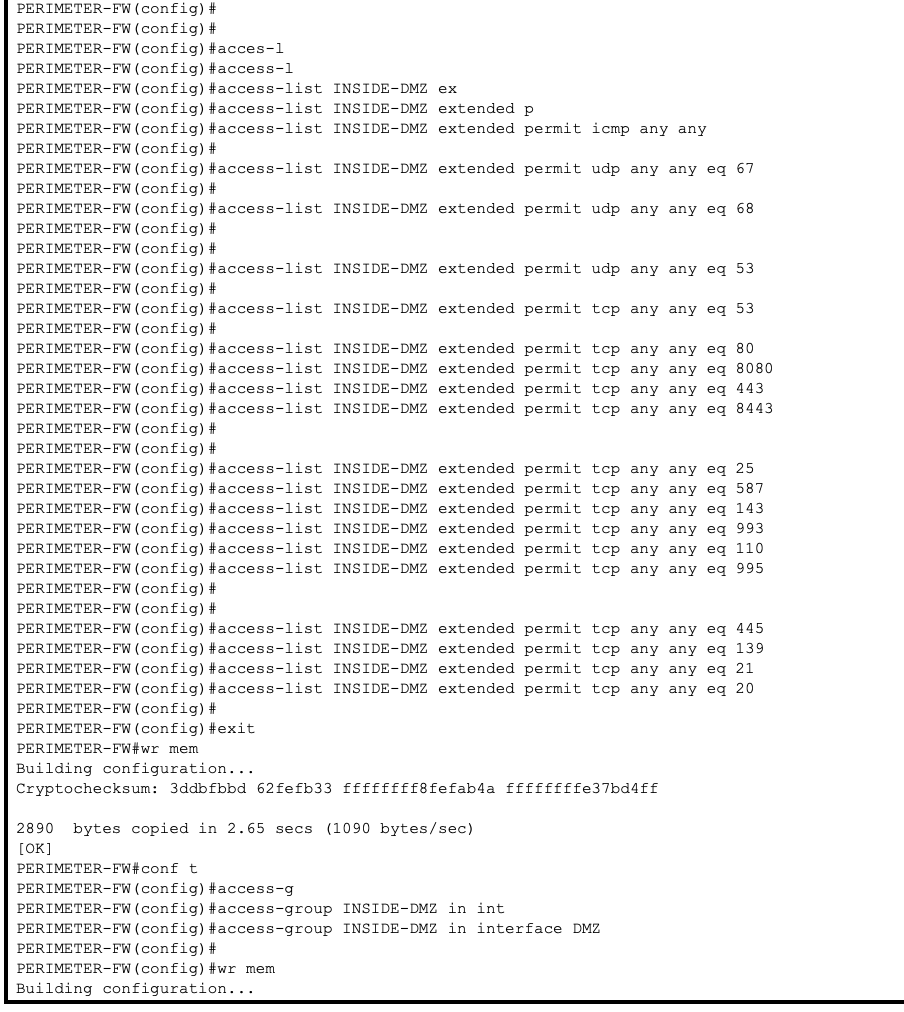 PERIMETER-FW(config)#
PERIMETER-FW(config)#
PERIMETER-FW(config)#acces-l
PERIMETER-FW(config)#access-l
PERIMETER-FW(config)#access-list INSIDE-DMZ ex
PERIMETER-FW(config)#access-list INSIDE-DMZ extended p
PERIMETER-FW(config)#access-list INSIDE-DMZ extended permit icmp any any
PERIMETER-FW(config)#
PERIMETER-FW(config)#access-list INSIDE-DMZ extended permit udp any any eq 67
PERIMETER-FW(config)#
PERIMETER-FW(config)#access-list INSIDE-DMZ extended permit udp any any eq 68
PERIMETER-FW(config)#
PERIMETER-FW(config)#
PERIMETER-FW(config)#access-list INSIDE-DMZ extended permit udp any any eq 53
PERIMETER-FW(config)#
PERIMETER-FW(config)#access-list INSIDE-DMZ extended permit tcp any any eq 53
PERIMETER-FW(config)#
PERIMETER-FW(config)#access-list INSIDE-DMZ extended permit tcp any any eq 80
PERIMETER-FW(config)#access-list INSIDE-DMZ extended permit tcp any any eq 8080
PERIMETER-FW(config)#access-list INSIDE-DMZ extended permit tcp any any eq 443
PERIMETER-FW(config)#access-list INSIDE-DMZ extended permit tcp any any eq 8443
PERIMETER-FW(config)#
PERIMETER-FW(config)#
PERIMETER-FW(config)#access-list INSIDE-DMZ extended permit tcp any any eq 25
PERIMETER-FW(config)#access-list INSIDE-DMZ extended permit tcp any any eq 587
PERIMETER-FW(config)#access-list INSIDE-DMZ extended permit tcp any any eq 143
PERIMETER-FW(config)#access-list INSIDE-DMZ extended permit tcp any any eq 993
PERIMETER-FW(config)#access-list INSIDE-DMZ extended permit tcp any any eq 110
PERIMETER-FW(config)#access-list INSIDE-DMZ extended permit tcp any any eq 995
PERIMETER-FW(config)#
PERIMETER-FW(config)#
PERIMETER-FW(config)#access-list INSIDE-DMZ extended permit tcp any any eq 445
PERIMETER-FW(config)#access-list INSIDE-DMZ extended permit tcp any any eq 139
PERIMETER-FW(config)#access-list INSIDE-DMZ extended permit tcp any any eq 21
PERIMETER-FW(config)#access-list INSIDE-DMZ extended permit tcp any any eq 20
PERIMETER-FW(config)#
PERIMETER-FW(config)#exit
PERIMETER-FW#wr mem
Building configuration...
Cryptochecksum: 3ddbfbbd 62fefb33 ffffffff8fefab4a ffffffffe37bd4ff

2890  bytes copied in 2.65 secs (1090 bytes/sec)
[OK]
PERIMETER-FW#conf t
PERIMETER-FW(config)#access-g
PERIMETER-FW(config)#access-group INSIDE-DMZ in int
PERIMETER-FW(config)#access-group INSIDE-DMZ in interface DMZ
PERIMETER-FW(config)#
PERIMETER-FW(config)#wr mem
Building configuration...